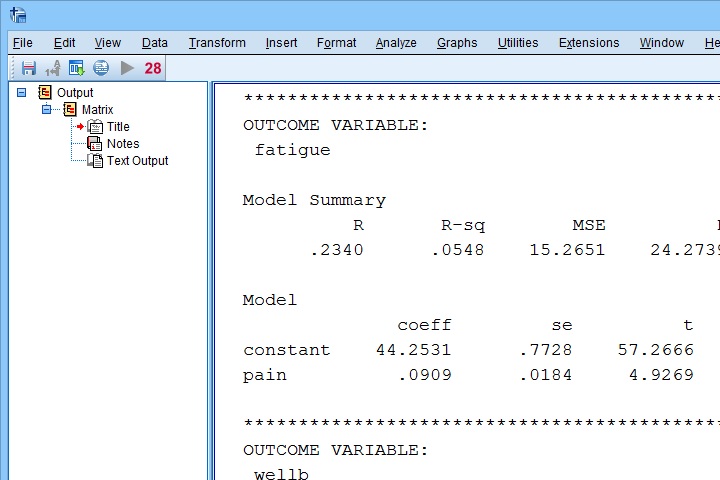 File Edit View Data Transform Insert Format Analyze Graphs Utilities Extensions Window He
28
Output
Matrix
Title
Notes
Text Output
********************************************
OUTCOME VARIABLE:
fatigue
Model Summary
R R-sq MSE
.2340 .0548 15.2651 24.2739
Model
coeff se t
constant 44.2531 .7728 57.2666
pain .0909 .0184 4.9269
********************************************
OUTCOME VARIABLE:
wellb